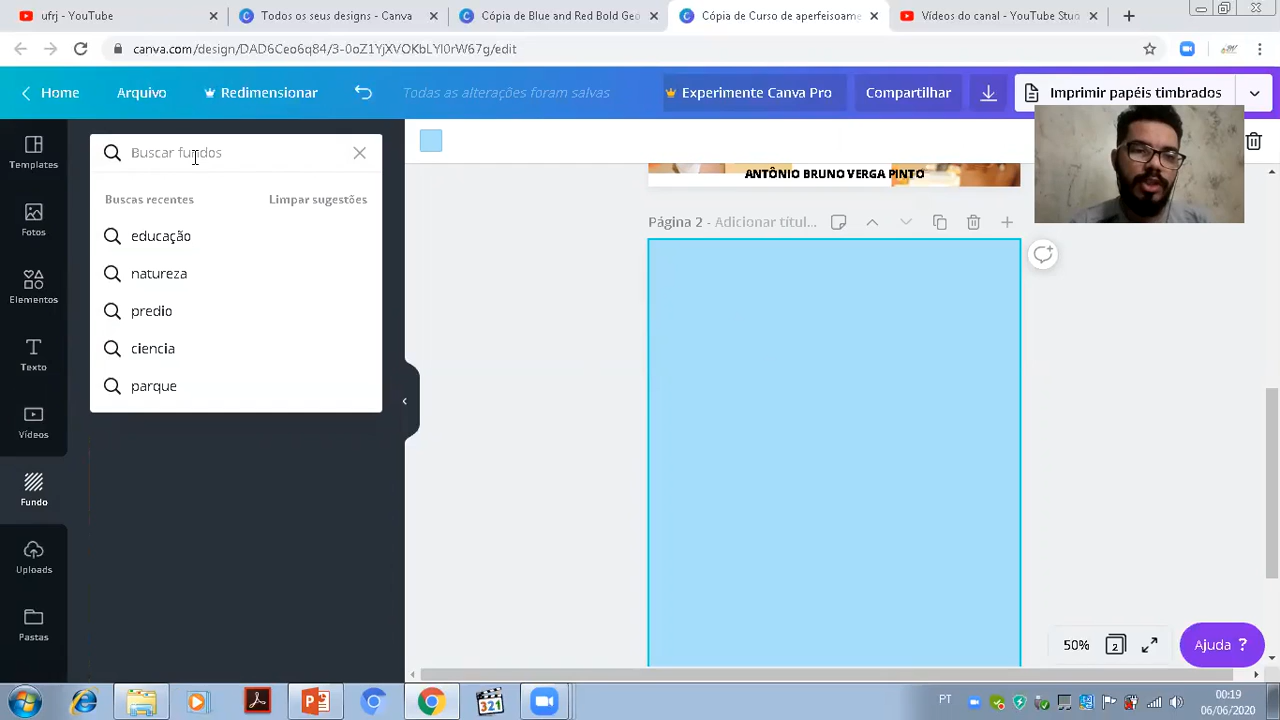 ufrj - YouTube
Todos os seus designs - Canva
Cópia de Blue and Red Bold Geo
Cópia de Curso de aperfeisoame
Vídeos do canal - YouTube Stu
canva.com/design/DAD6Ceo6q84/3-0aZ1YjXVOKbLYl0rW67g/edit
Home
Arquivo
Redimensionar
Todas as alterações foram salvas
Experimente Canva Pro
Compartilhar
Imprimir papéis timbrados
Templates
Fotos
Elementos
Texto
Vídeos
Fundo
Uploads
Pastas
Buscar fundos
Buscas recentes
Limpar sugestões
educação
natureza
predio
ciencia
parque
ANTÔNIO BRUNO VERGA PINTO
Página 2 - Adicionar títul...
50%
2
Ajuda ?
321
PT
00:19
06/06/2020